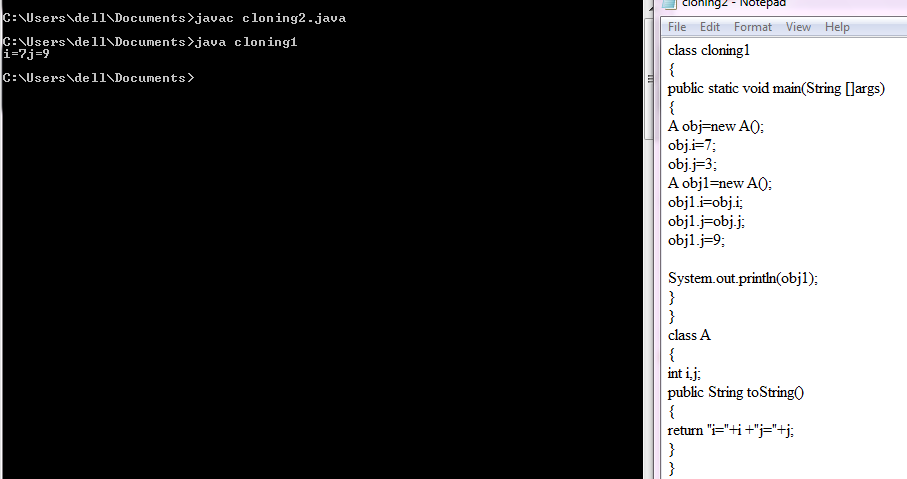 C:\Users\dell\Documents>javac cloning2.java
C:\Users\dell\Documents>java cloning1
i=7j=9
C:\Users\dell\Documents>
cloning2 - Notepad
File Edit Format View Help
class cloning1
{
public static void main(String []args)
{
A obj=new A();
obj.i=7;
obj.j=3;
A obj1=new A();
obj1.i=obj.i;
obj1.j=obj.j;
obj1.j=9;
System.out.println(obj1);
}
}
class A
{
int i,j;
public String toString()
{
return "i="+i +"j="+j;
}
}